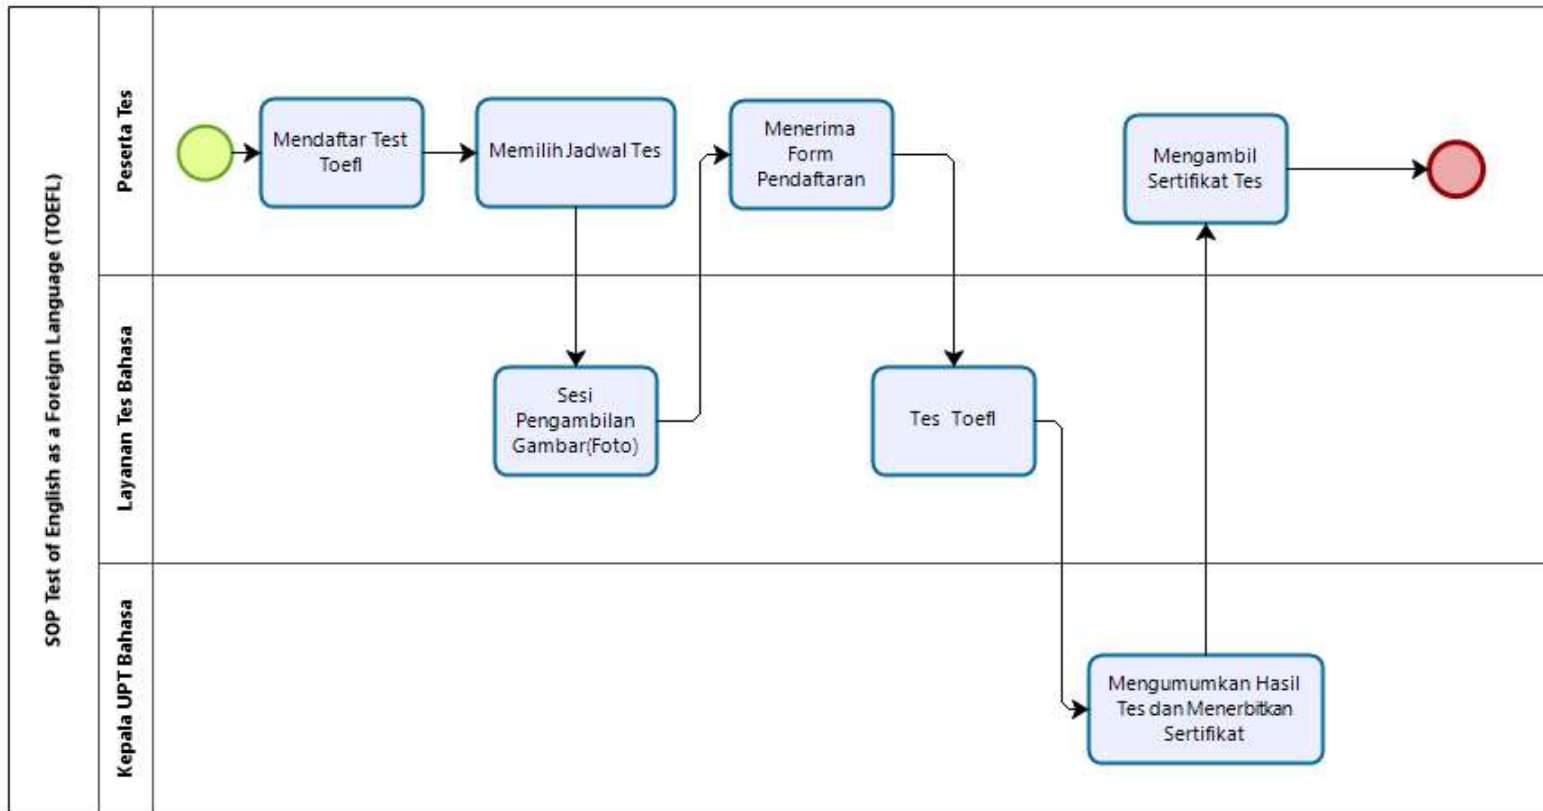 SOP Test of English as a Foreign Language (TOEFL)
Peserta Tes
Mendaftar Test
Toefl
Memilih Jadwal Tes
Menerima
Form
Pendaftaran
Mengambil
Sertifikat Tes
Layanan Tes Bahasa
Sesi
Pengambilan
Gambar(Foto)
Tes Toefl
Kepala UPT Bahasa
Mengumumkan Hasil
Tes dan Menerbitkan
Sertifikat